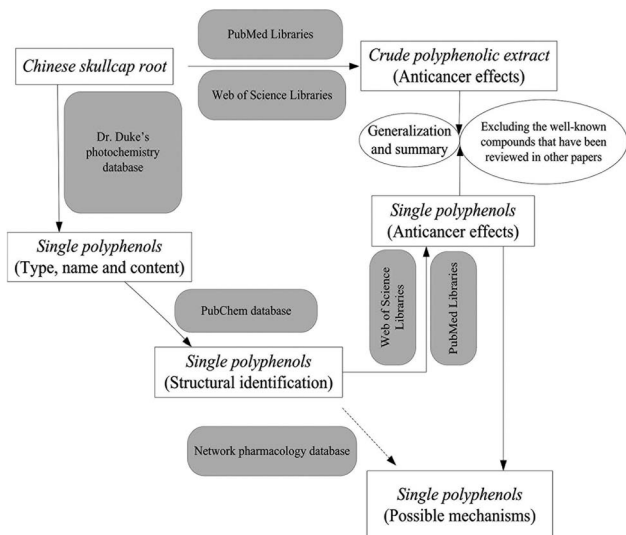 PubMed Libraries
Chinese skullcap root
Crude polyphenolic extract
(Anticancer effects)
Web of Science Libraries
Dr. Duke's
photochemistry
database
Generalization
and summary
Excluding the well-known
compounds that have been
reviewed in other papers
Single polyphenols
(Type, name and content)
Single polyphenols
(Anticancer effects)
PubChem database
Web of Science
Libraries
PubMed Libraries
Single polyphenols
(Structural identification)
Network pharmacology database
Single polyphenols
(Possible mechanisms)